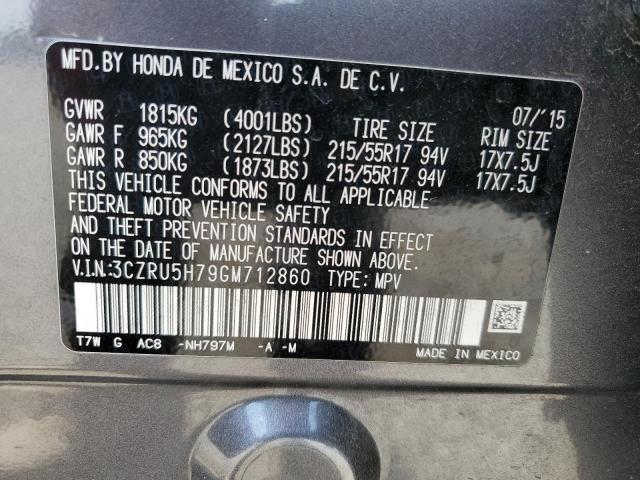 MFD.BY HONDA DE MEXICO S.A. DE C.V.
GVWR 1815KG (4001LBS) 07/'15
GAWR F 965KG (2127LBS) TIRE SIZE RIM SIZE
215/55R17 94V 17X7.5J
GAWR R 850KG (1873LBS) 215/55R17 94V 17X7.5J
THIS VEHICLE CONFORMS TO ALL APPLICABLE
FEDERAL MOTOR VEHICLE SAFETY
AND THEFT PREVENTION STANDARDS IN EFFECT
ON THE DATE OF MANUFACTURE SHOWN ABOVE.
V.I.N:3CZRU5H79GM712860 TYPE: MPV
T7W G AC8 -NH797M -A -M MADE IN MEXICO